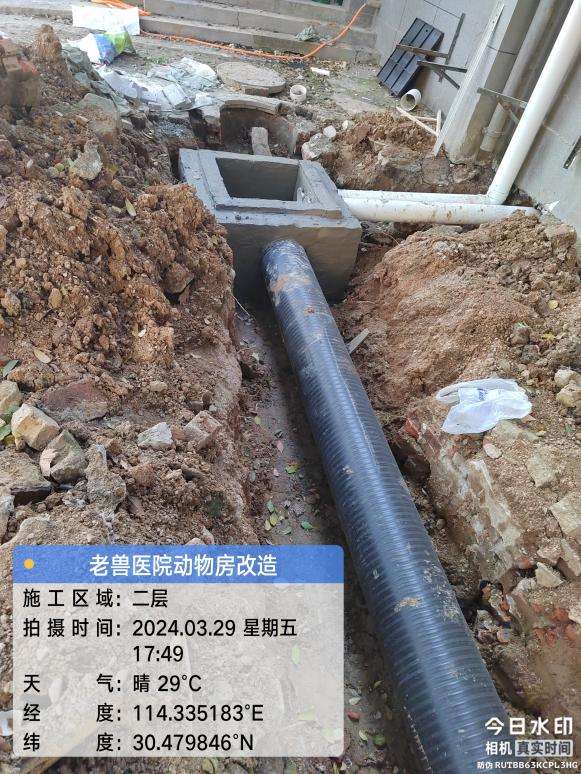 老兽医院动物房改造
施工区域：二层
拍摄时间：2024.03.29 星期五
17:49
天气：晴 29°C
经度：114.335183°E
纬度：30.479846°N
今日水印
相机 真实时间
防伪 RUTBB63KCPL3HG